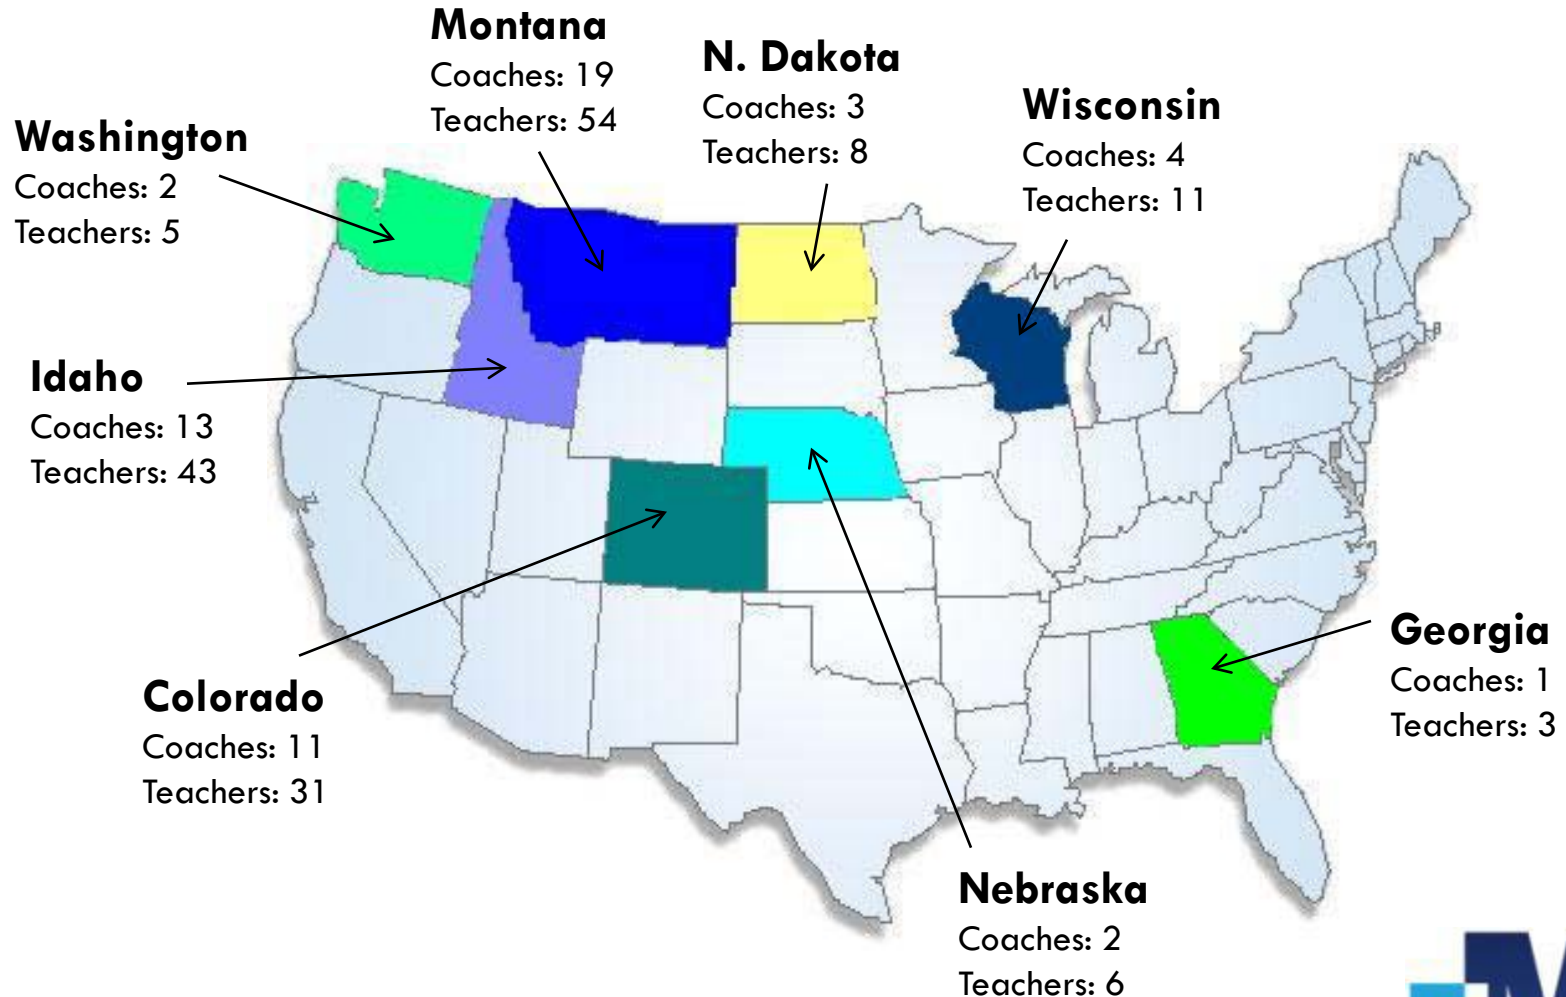 Montana
Coaches: 19
Teachers: 54
N. Dakota
Coaches: 3
Teachers: 8
Wisconsin
Coaches: 4
Teachers: 11
Washington
Coaches: 2
Teachers: 5
Idaho
Coaches: 13
Teachers: 43
Colorado
Coaches: 11
Teachers: 31
Georgia
Coaches: 1
Teachers: 3
Nebraska
Coaches: 2
Teachers: 6
M